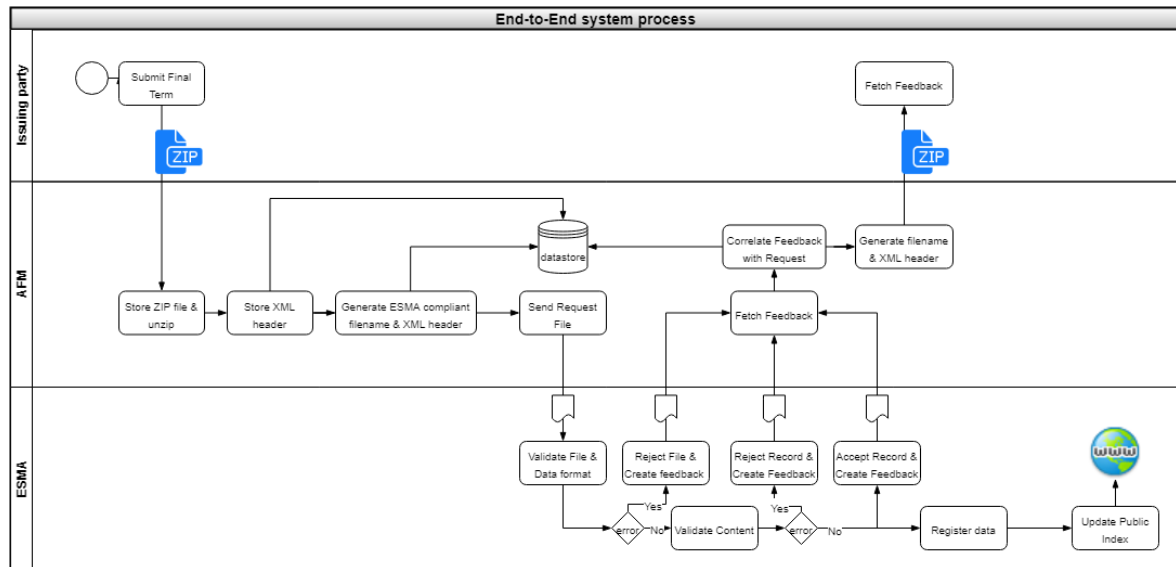 End-to-End system process
Issuing party
Submit Final
Term
ZIP
Fetch Feedback
ZIP
AFM
datastore
Correlate Feedback
with Request
Generate filename
& XML header
Store ZIP file &
unzip
Store XML
header
Generate ESMA compliant
filename & XML header
Send Request
File
Fetch Feedback
ESMA
Validate File &
Data format
Reject File &
Create feedback
Reject Record &
Create Feedback
Accept Record &
Create Feedback
www
Yes
Yes
error
No
Validate Content
error
No
Register data
Update Public
Index